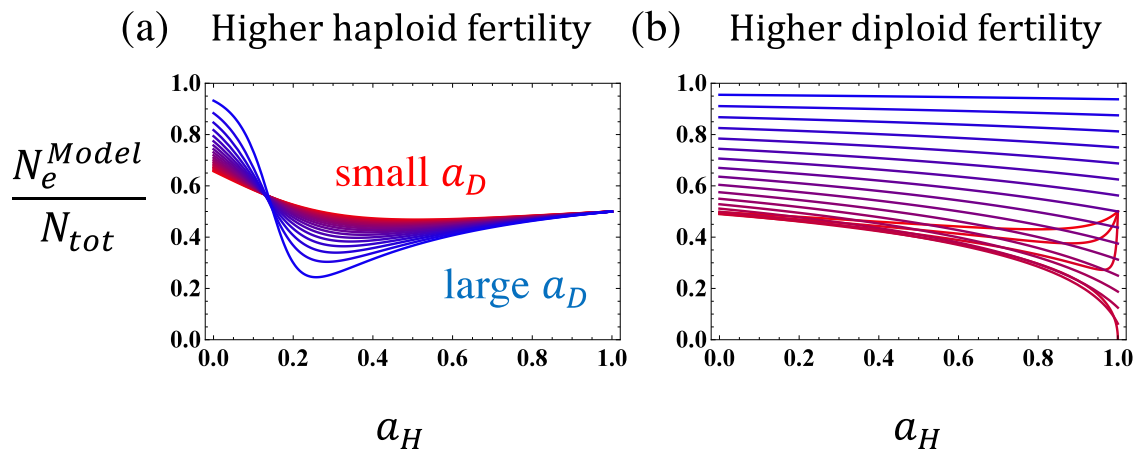 (a) Higher haploid fertility
(b) Higher diploid fertility
N_e^{Model}
N_{tot}
1.0
0.8
0.6
0.4
0.2
0.0
small a_D
large a_D
0.0 0.2 0.4 0.6 0.8 1.0
a_H
1.0
0.8
0.6
0.4
0.2
0.0
0.0 0.2 0.4 0.6 0.8 1.0
a_H